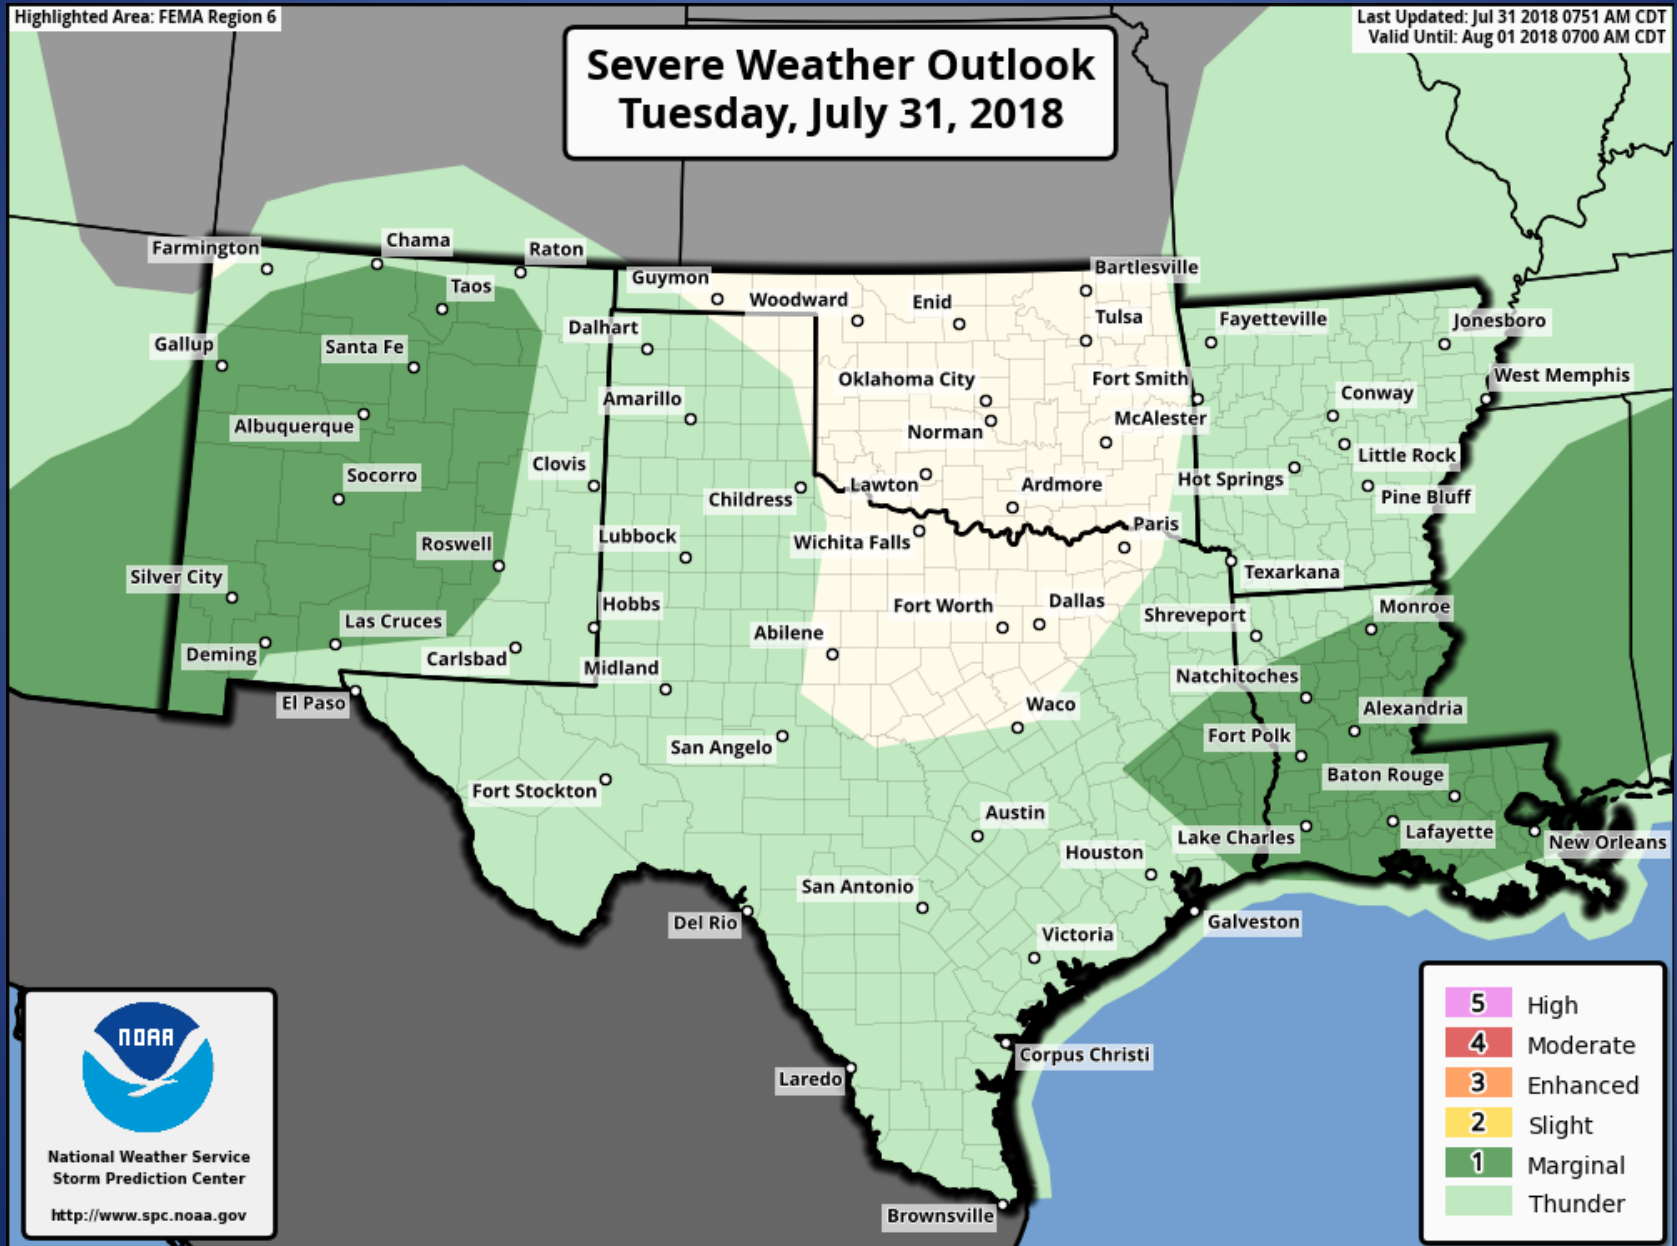 Highlighted Area: FEMA Region 6
Last Updated: Jul 31 2018 0751 AM CDT
Valid Until: Aug 01 2018 0700 AM CDT
Severe Weather Outlook
Tuesday, July 31, 2018
Farmington
Chama
Raton
Taos
Gallup
Santa Fe
Albuquerque
Socorro
Clovis
Roswell
Silver City
Las Cruces
Deming
Carlsbad
Hobbs
El Paso
Guymon
Woodward
Enid
Bartlesville
Tulsa
Oklahoma City
Norman
Fort Smith
McAlester
Lawton
Ardmore
Dalhart
Amarillo
Childress
Lubbock
Wichita Falls
Paris
Fort Worth
Dallas
Abilene
Midland
Waco
San Angelo
Fort Stockton
Austin
Houston
San Antonio
Del Rio
Victoria
Galveston
Corpus Christi
Laredo
Brownsville
Fayetteville
Jonesboro
West Memphis
Conway
Little Rock
Hot Springs
Pine Bluff
Texarkana
Shreveport
Monroe
Natchitoches
Alexandria
Fort Polk
Baton Rouge
Lake Charles
Lafayette
New Orleans
NOAA
National Weather Service
Storm Prediction Center
http://www.spc.noaa.gov
5 High
4 Moderate
3 Enhanced
2 Slight
1 Marginal
Thunder